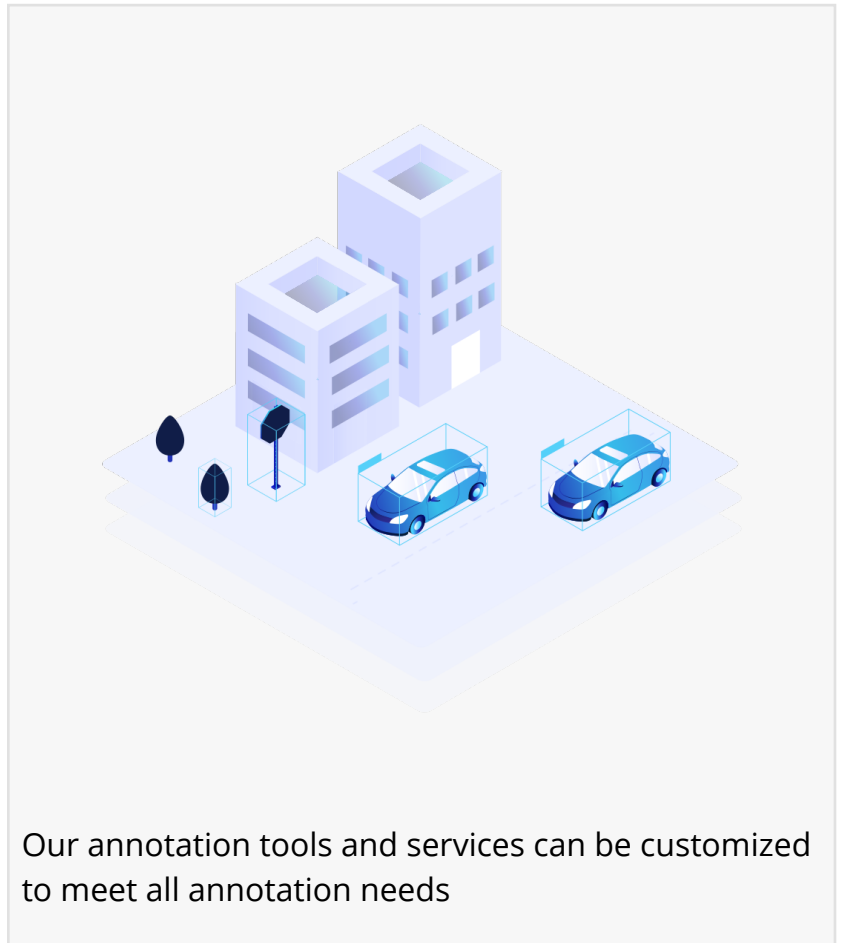 Our annotation tools and services can be customized
to meet all annotation needs